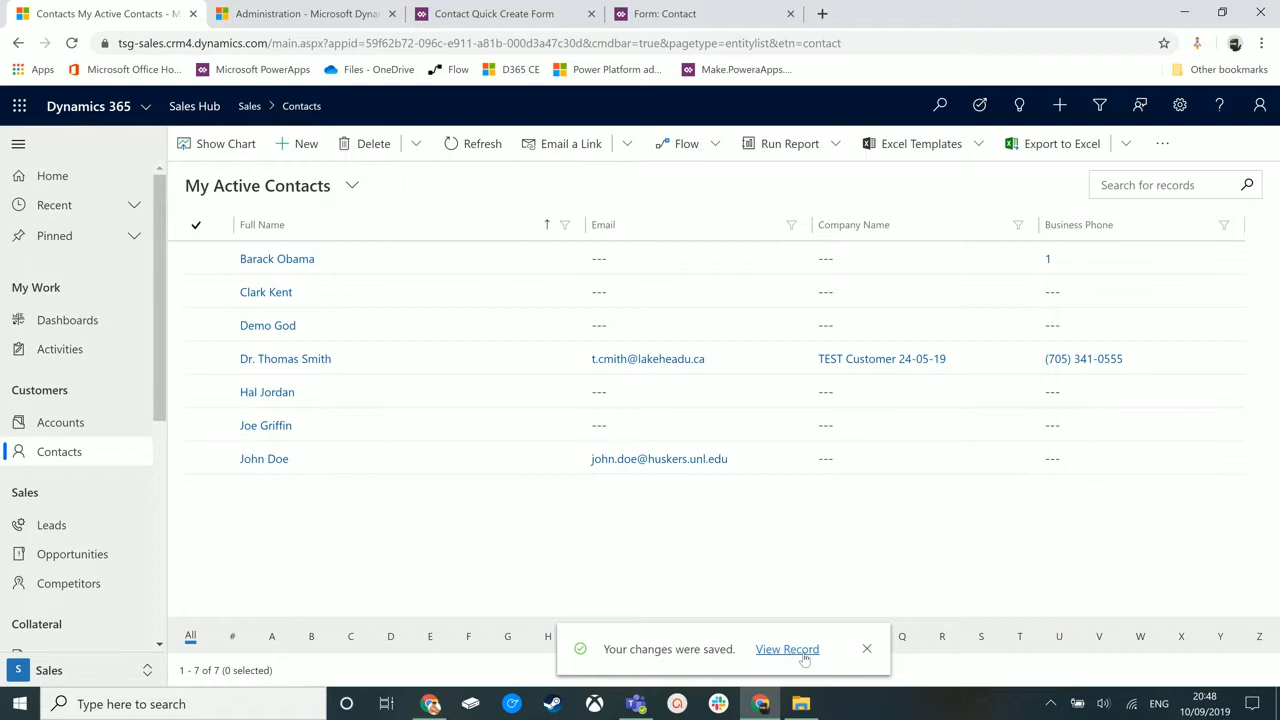 Contacts My Active Contacts - M
Administration - Microsoft Dyna
Contact Quick Create Form
Form: Contact
tsg-sales.crm4.dynamics.com/main.aspx?appid=59f62b72-096c-e911-a81b-000d3a47c30d&cmdbar=true&pagetype=entitylist&etn=contact
Apps
Microsoft Office Ho...
Microsoft PowerApps
Files - OneDrive
Flow
D365 CE
Power Platform ad...
Make.PoweraApps....
Other bookmarks
Dynamics 365
Sales Hub
Sales > Contacts
Show Chart
New
Delete
Refresh
Email a Link
Flow
Run Report
Excel Templates
Export to Excel
Home
Recent
Pinned
My Work
Dashboards
Activities
Customers
Accounts
Contacts
Sales
Leads
Opportunities
Competitors
Collateral
S Sales
My Active Contacts
Search for records
Full Name Email Company Name Business Phone
Barack Obama --- --- 1
Clark Kent --- --- ---
Demo God --- --- ---
Dr. Thomas Smith t.cmith@lakeheadu.ca TEST Customer 24-05-19 (705) 341-0555
Hal Jordan --- --- ---
Joe Griffin --- --- ---
John Doe john.doe@huskers.unl.edu --- ---
All # A B C D E F G H Q R S T U V W X Y Z
Your changes were saved. View Record
1 - 7 of 7 (0 selected)
Type here to search
ENG
20:48
10/09/2019